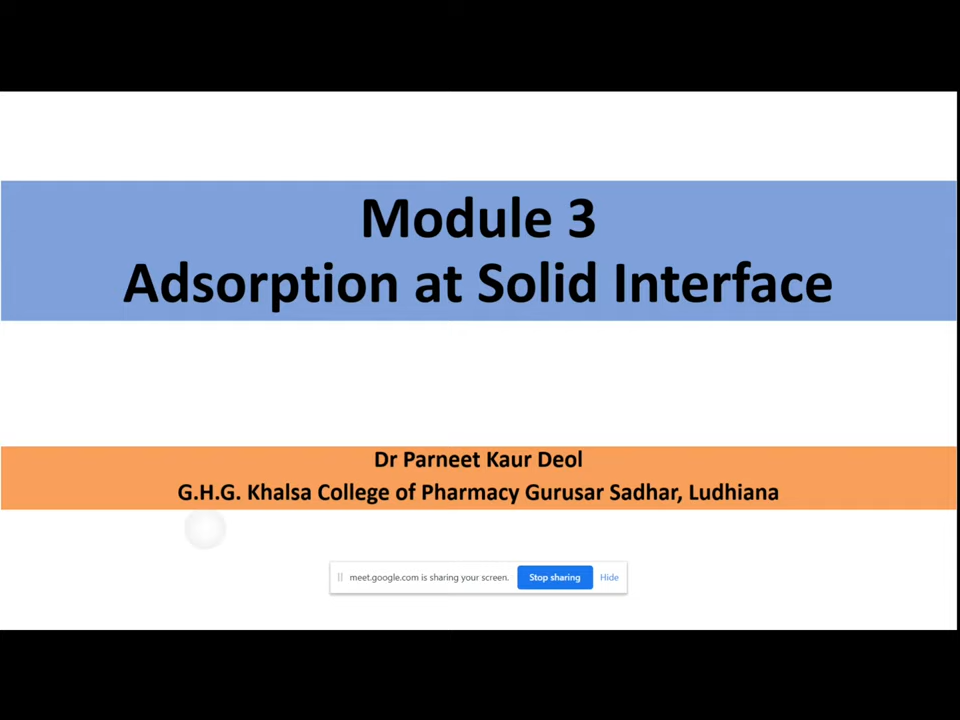 Module 3
Adsorption at Solid Interface
Dr Parneet Kaur Deol
G.H.G. Khalsa College of Pharmacy Gurusar Sadhar, Ludhiana
meet.google.com is sharing your screen. Stop sharing Hide